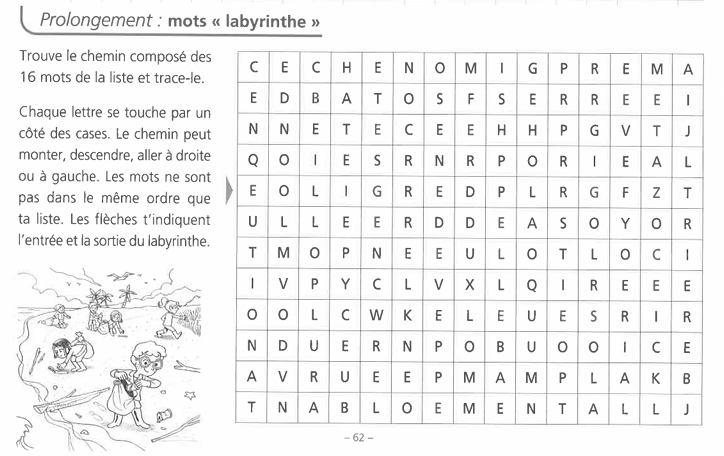 Prolongement : mots « labyrinthe »
Trouve le chemin composé des
16 mots de la liste et trace-le.
Chaque lettre se touche par un
côté des cases. Le chemin peut
monter, descendre, aller à droite
ou à gauche. Les mots ne sont
pas dans le même ordre que
ta liste. Les flèches t'indiquent
l'entrée et la sortie du labyrinthe.
C E C H E N O M I G P R E M A
E D B A T O S F S E R R E E I
N N E T E C E E H H P G V T J
Q O I E S R N R P O R I E A L
E O L I G R E D P L R G F Z T
U L L E E R D D E A S O Y O R
T M O P N E E U L O T L O C I
I V P Y C L V X L Q I R E E E
O O L C W K E L E U E S R I R
N D U E R N P O B U O O I C E
A V R U E E P M A M P L A K B
T N A B L O E M E N T A L L J
– 62 –